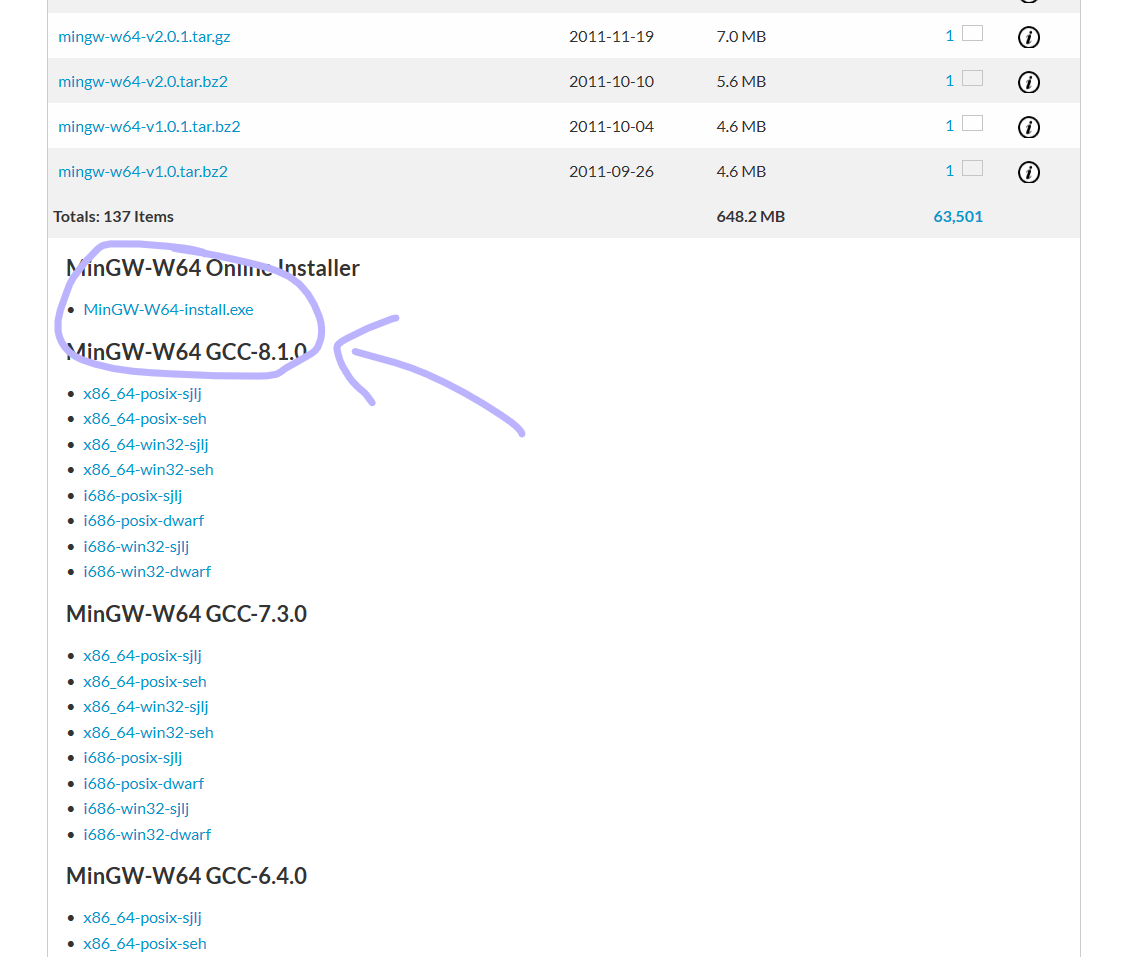 mingw-w64-v2.0.1.tar.gz 2011-11-19 7.0 MB 1
mingw-w64-v2.0.tar.bz2 2011-10-10 5.6 MB 1
mingw-w64-v1.0.1.tar.bz2 2011-10-04 4.6 MB 1
mingw-w64-v1.0.tar.bz2 2011-09-26 4.6 MB 1
Totals: 137 Items 648.2 MB 63,501
MinGW-W64 Online Installer
MinGW-W64-install.exe
MinGW-W64 GCC-8.1.0
x86_64-posix-sjlj
x86_64-posix-seh
x86_64-win32-sjlj
x86_64-win32-seh
i686-posix-sjlj
i686-posix-dwarf
i686-win32-sjlj
i686-win32-dwarf
MinGW-W64 GCC-7.3.0
x86_64-posix-sjlj
x86_64-posix-seh
x86_64-win32-sjlj
x86_64-win32-seh
i686-posix-sjlj
i686-posix-dwarf
i686-win32-sjlj
i686-win32-dwarf
MinGW-W64 GCC-6.4.0
x86_64-posix-sjlj
x86_64-posix-seh